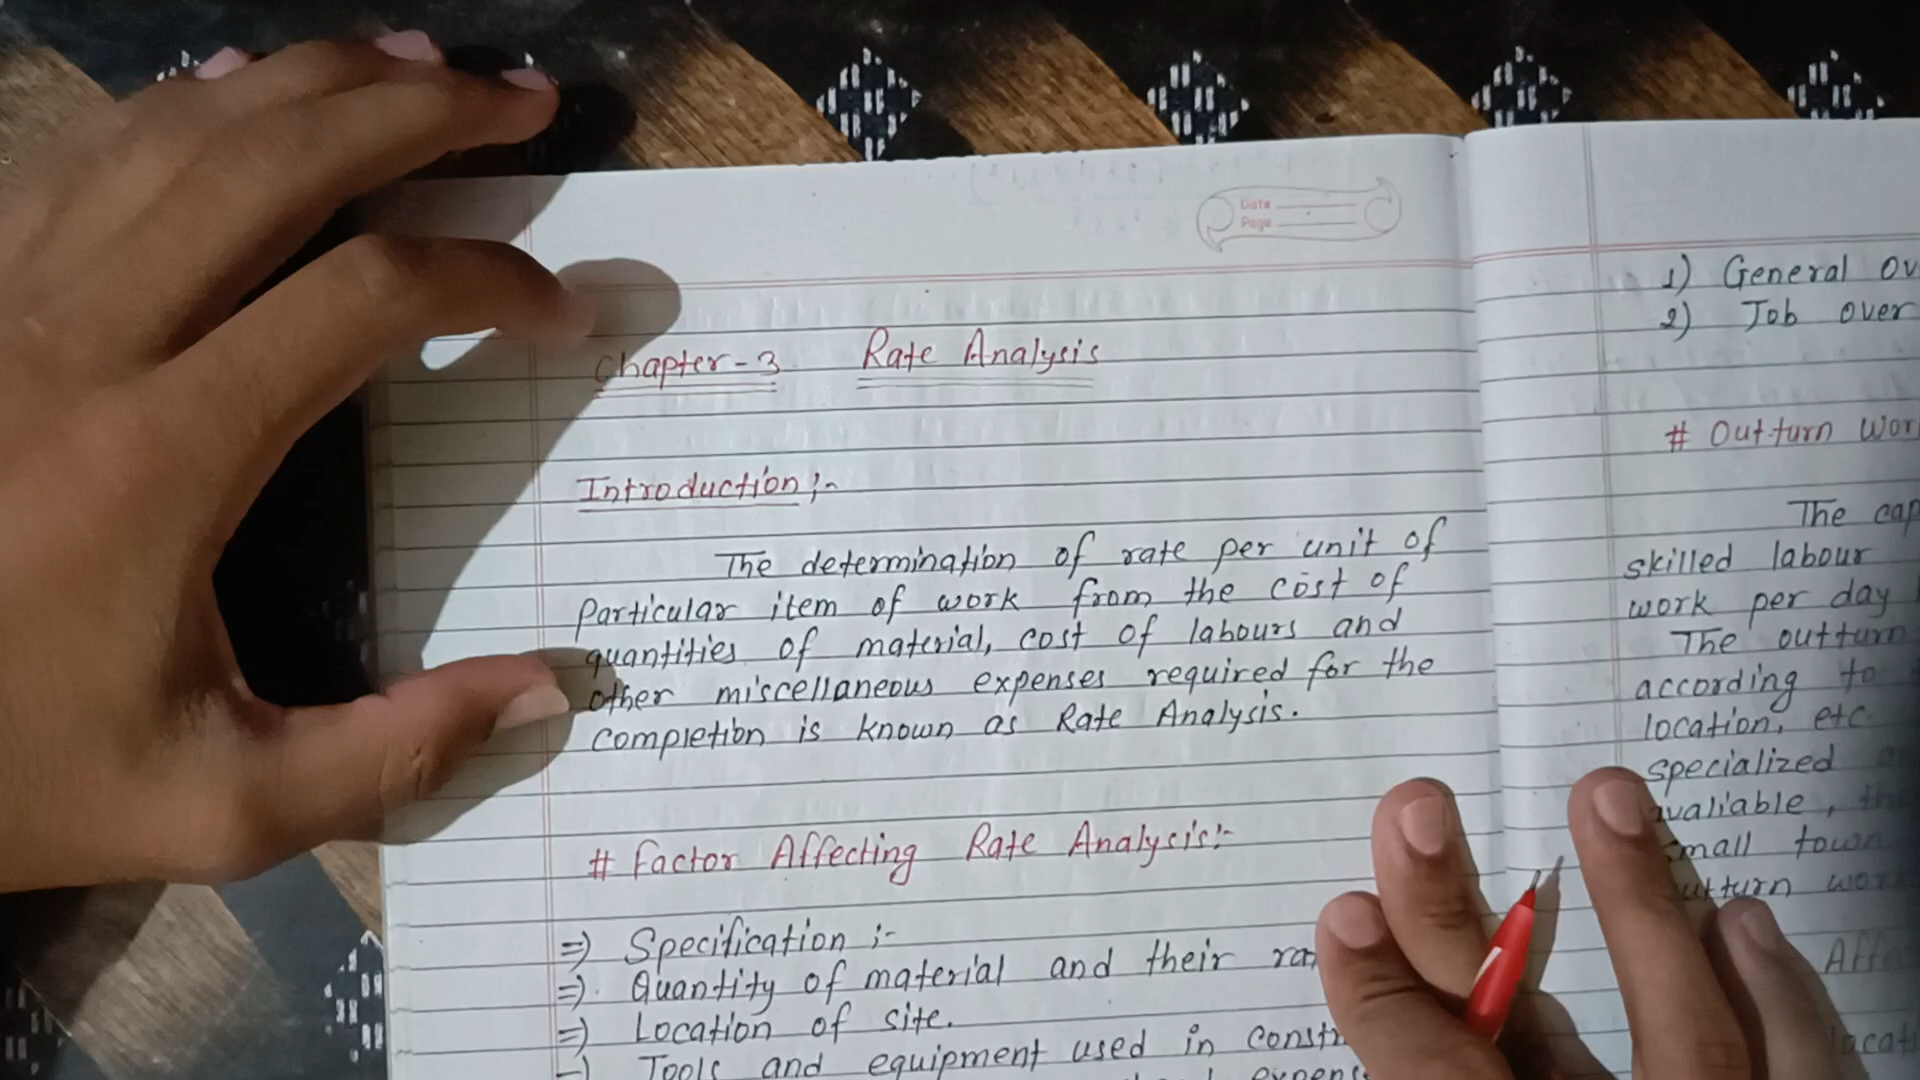 Date
Page
Chapter-3 Rate Analysis
Introduction :-
The determination of rate per unit of
particular item of work from the cost of
quantities of material, cost of labours and
other miscellaneous expenses required for the
completion is known as Rate Analysis.
# Factor Affecting Rate Analysis:-
=) Specification :-
=) Quantity of material and their
=) Location of site.
Tools and equipment used in
1) General
2) Job over
# Out-turn
The
skilled labour
work per day
The outturn
according to
location, etc
specialized
avaliable,
small town